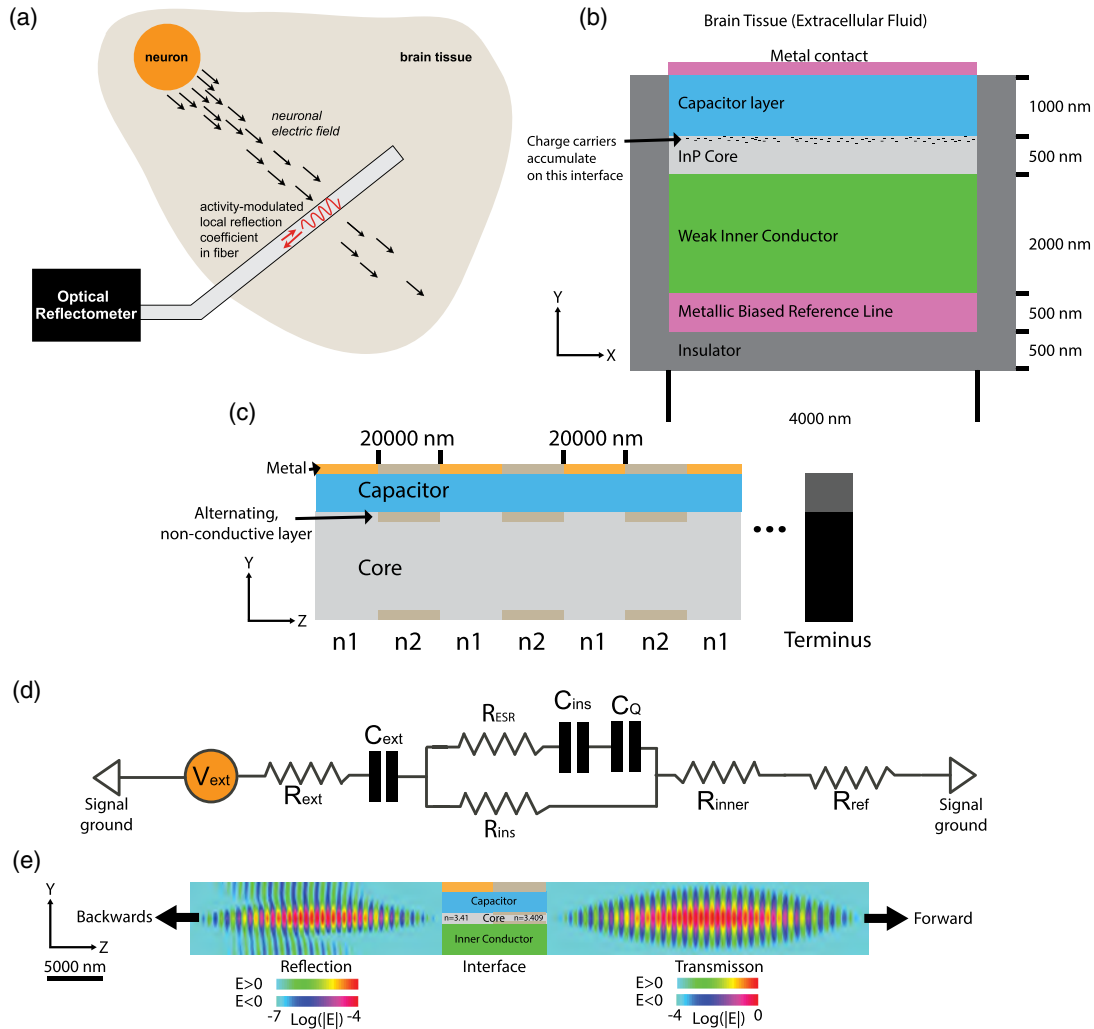 (a)
neuron
brain tissue
neuronal
electric field
activity-modulated
local reflection
coefficient
in fiber
Optical
Reflectometer
(b)
Brain Tissue (Extracellular Fluid)
Metal contact
Capacitor layer
1000 nm
Charge carriers
accumulate
on this interface
InP Core
500 nm
Weak Inner Conductor
2000 nm
Metallic Biased Reference Line
500 nm
Insulator
500 nm
Y
X
4000 nm
(c)
20000 nm
20000 nm
Metal
Capacitor
Alternating,
non-conductive layer
Core
Y
Z
n1
n2
n1
n2
n1
n2
n1
Terminus
(d)
Signal
ground
Vext
Rext
Cext
RESR
Cins
CQ
Rins
Rinner
Rref
Signal
ground
(e)
Y
Z
5000 nm
Backwards
Capacitor
n=3.41 Core n=3.409
Inner Conductor
Forward
Reflection
Interface
Transmisson
E>0
E<0
-7 Log(|E|) -4
E>0
E<0
-4 Log(|E|) 0